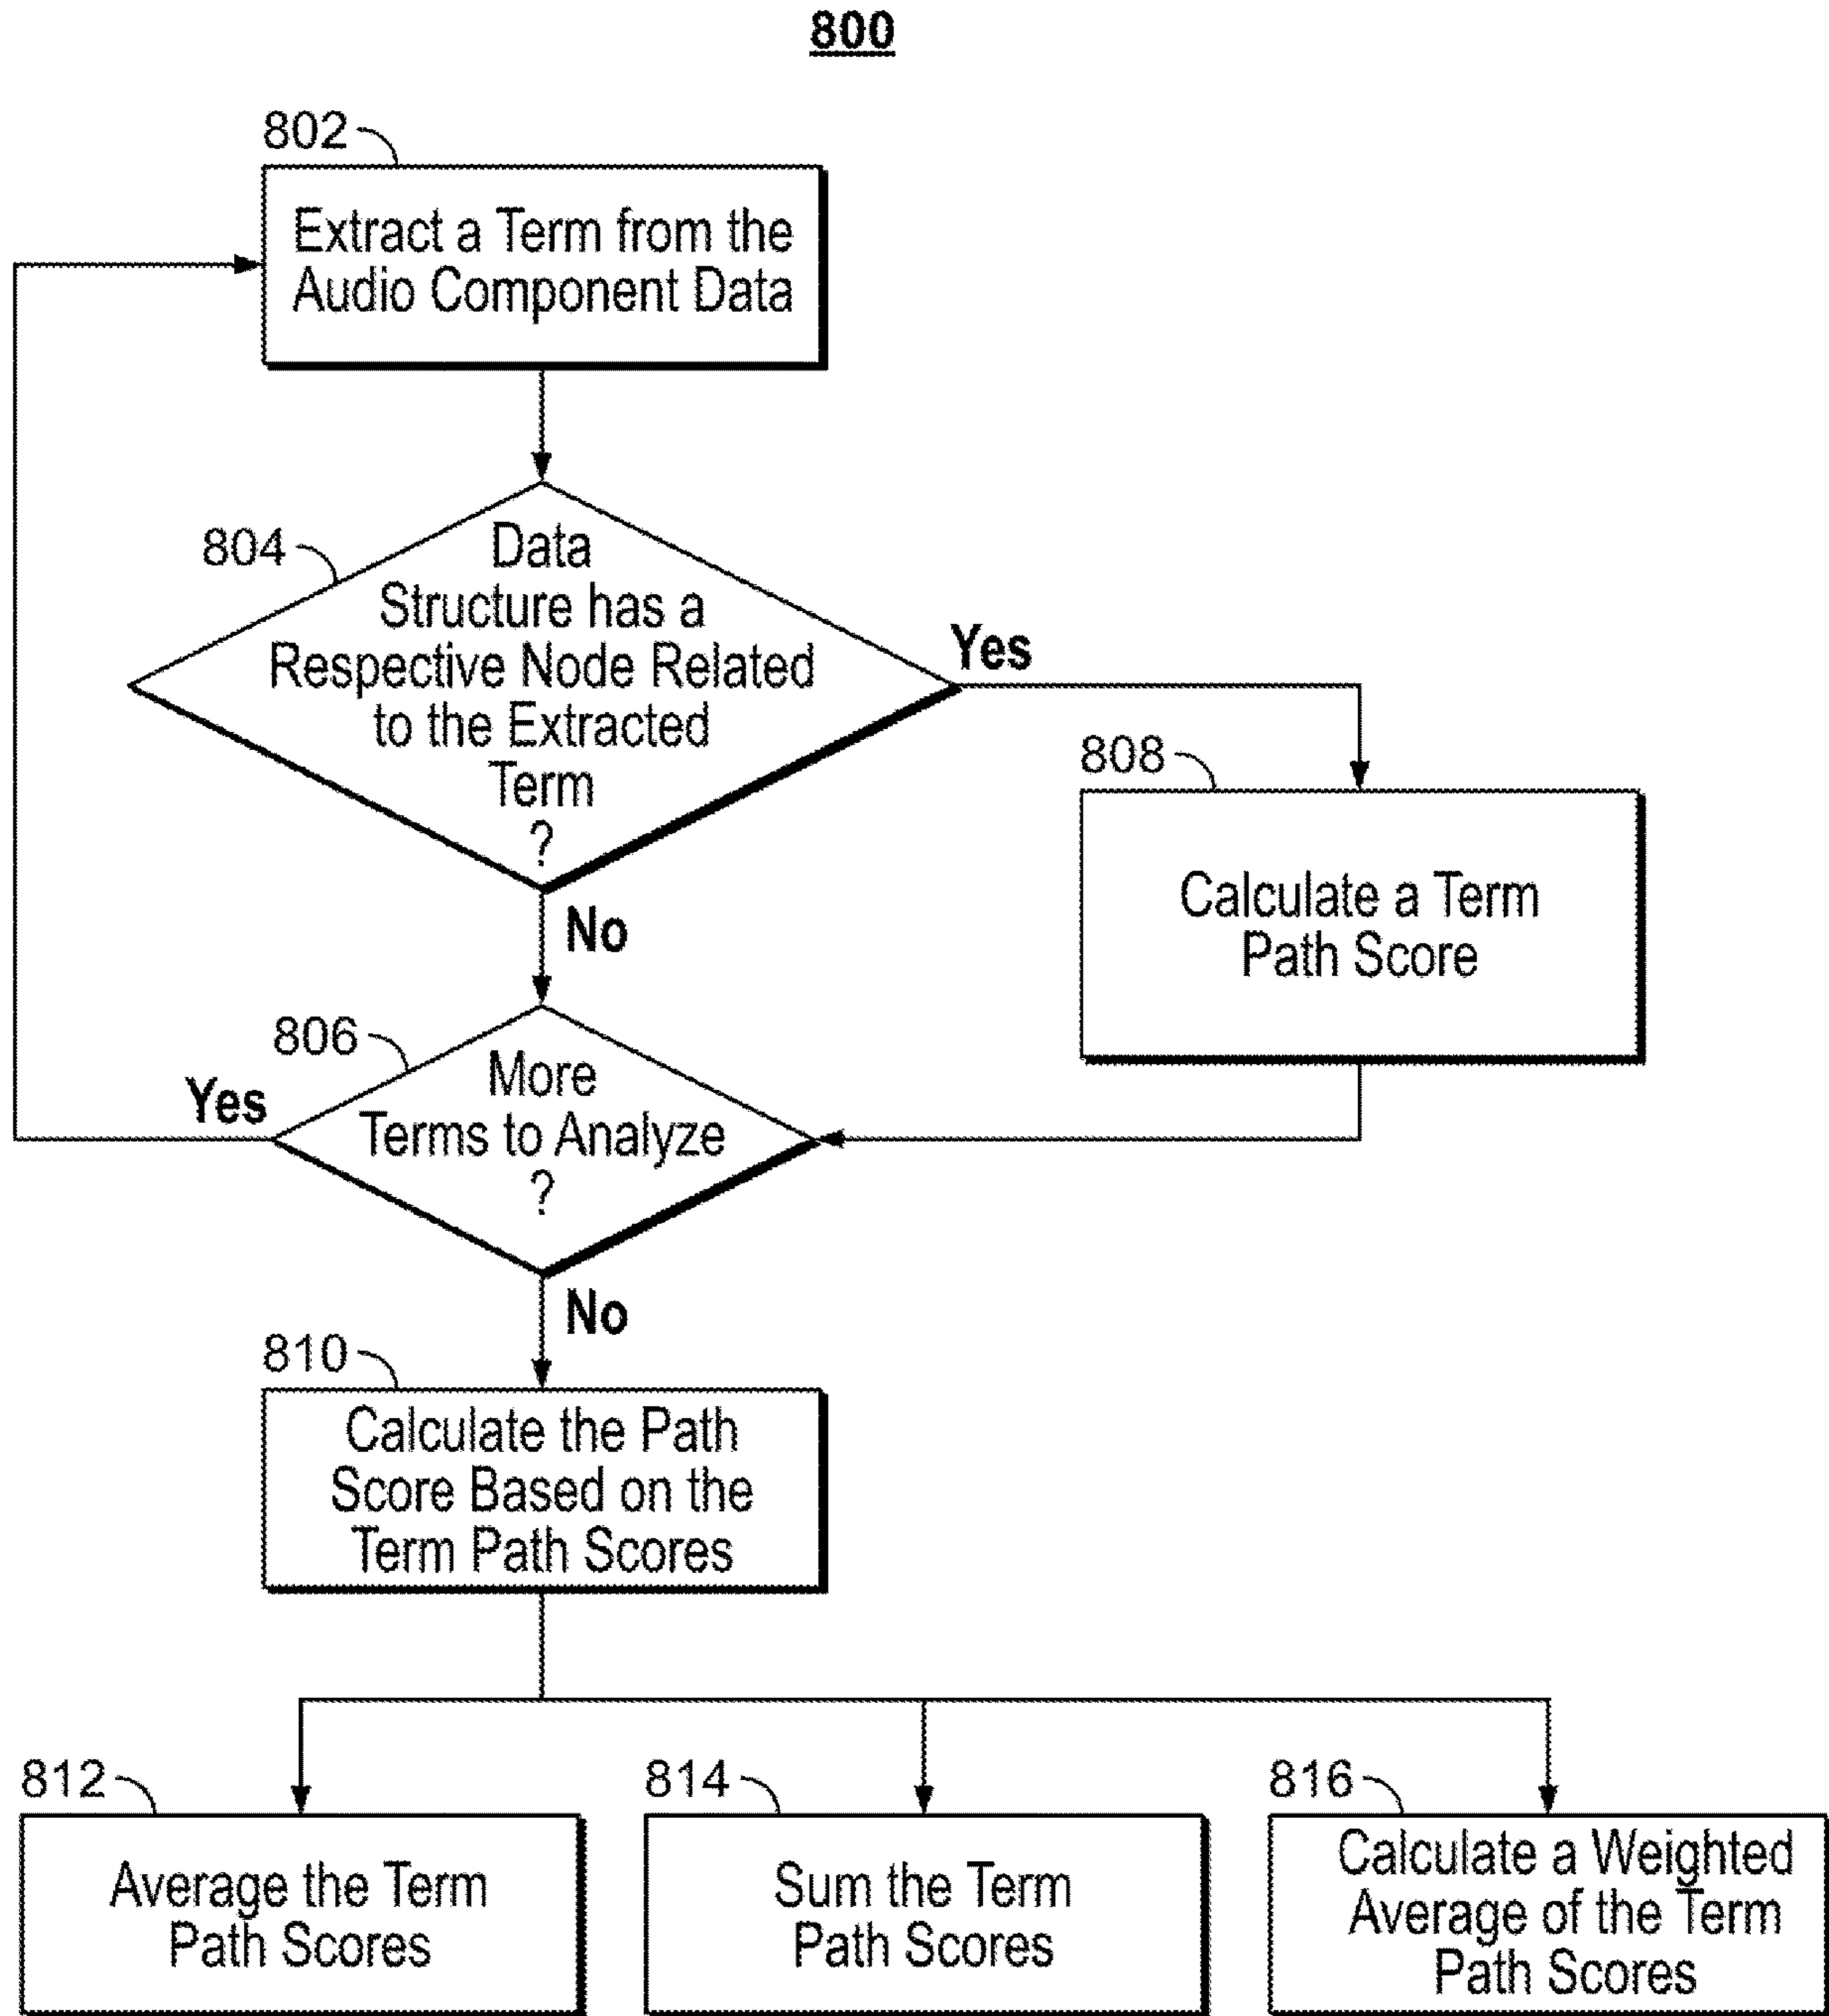 800
802
Extract a Term from the
Audio Component Data
804
Data
Structure has a
Respective Node Related
to the Extracted
Term
?
Yes
No
808
Calculate a Term
Path Score
806
More
Terms to Analyze
?
Yes
No
810
Calculate the Path
Score Based on the
Term Path Scores
812
Average the Term
Path Scores
814
Sum the Term
Path Scores
816
Calculate a Weighted
Average of the Term
Path Scores